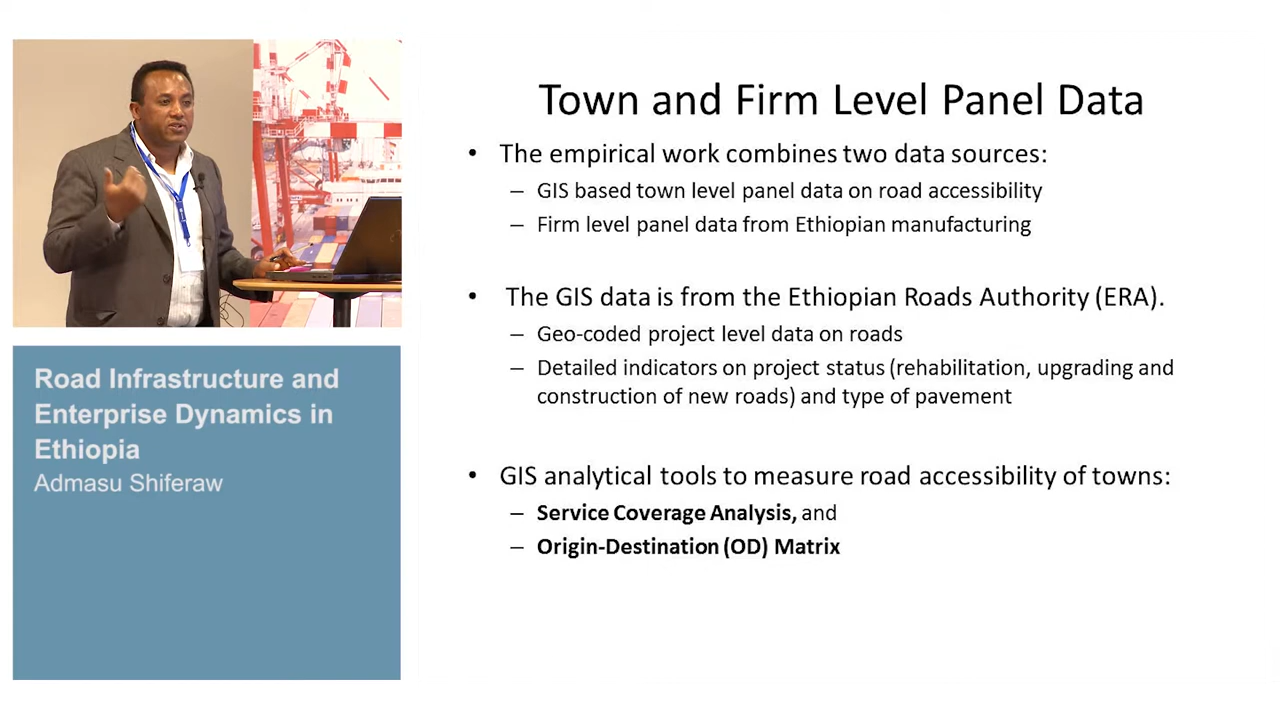 Road Infrastructure and
Enterprise Dynamics in
Ethiopia
Admasu Shiferaw
Town and Firm Level Panel Data
• The empirical work combines two data sources:
– GIS based town level panel data on road accessibility
– Firm level panel data from Ethiopian manufacturing
• The GIS data is from the Ethiopian Roads Authority (ERA).
– Geo-coded project level data on roads
– Detailed indicators on project status (rehabilitation, upgrading and
construction of new roads) and type of pavement
• GIS analytical tools to measure road accessibility of towns:
– Service Coverage Analysis, and
– Origin-Destination (OD) Matrix